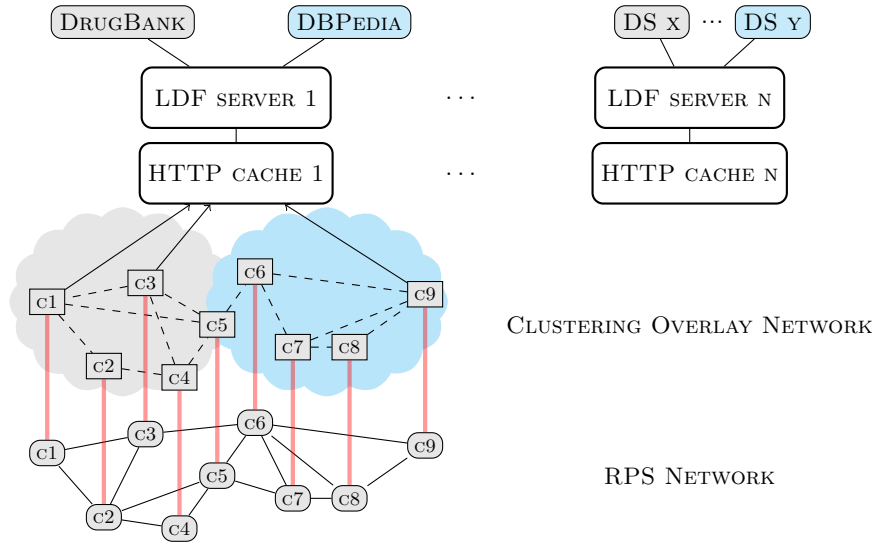 DrugBank DBPedia DS x ... DS y
LDF server 1 ... LDF server n
HTTP cache 1 ... HTTP cache n
c6
c3
c9
c1
c5
Clustering Overlay Network
c7 c8
c2
c4
c6
c3
c9
c1
c5
RPS Network
c7 c8
c2
c4